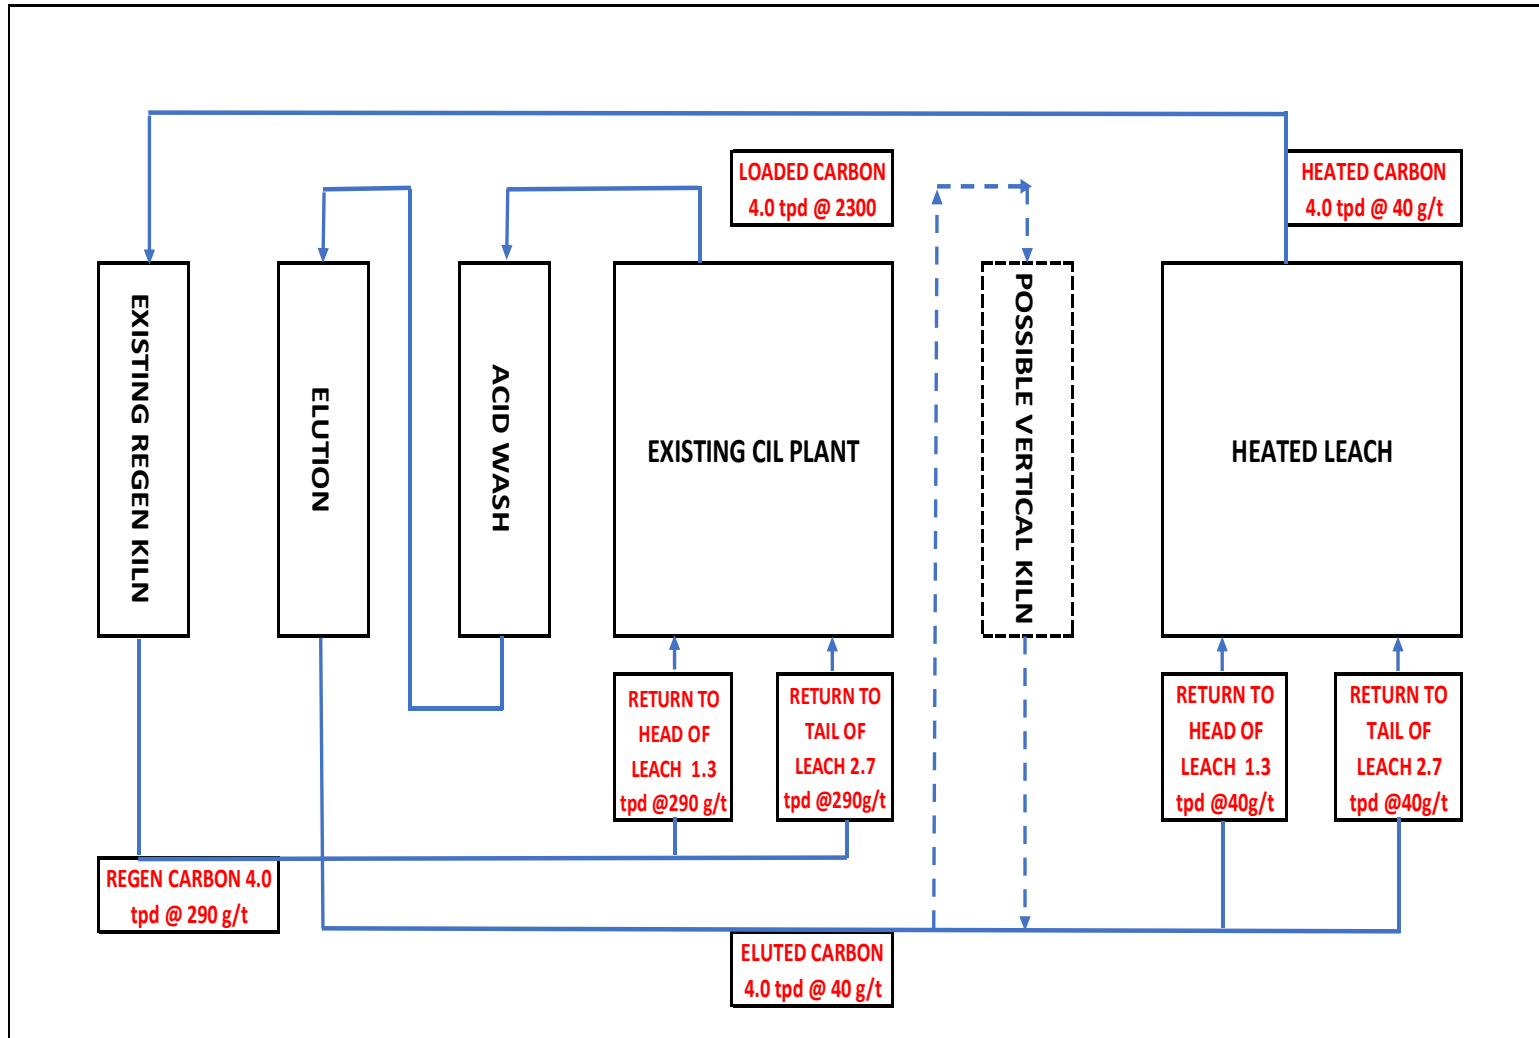 LOADED CARBON
4.0 tpd @ 2300
HEATED CARBON
4.0 tpd @ 40 g/t
EXISTING REGEN KILN
ELUTION
ACID WASH
EXISTING CIL PLANT
POSSIBLE VERTICAL KILN
HEATED LEACH
RETURN TO
HEAD OF
LEACH 1.3
tpd @290 g/t
RETURN TO
TAIL OF
LEACH 2.7
tpd @290g/t
RETURN TO
HEAD OF
LEACH 1.3
tpd @40g/t
RETURN TO
TAIL OF
LEACH 2.7
tpd @40g/t
REGEN CARBON 4.0
tpd @ 290 g/t
ELUTED CARBON
4.0 tpd @ 40 g/t